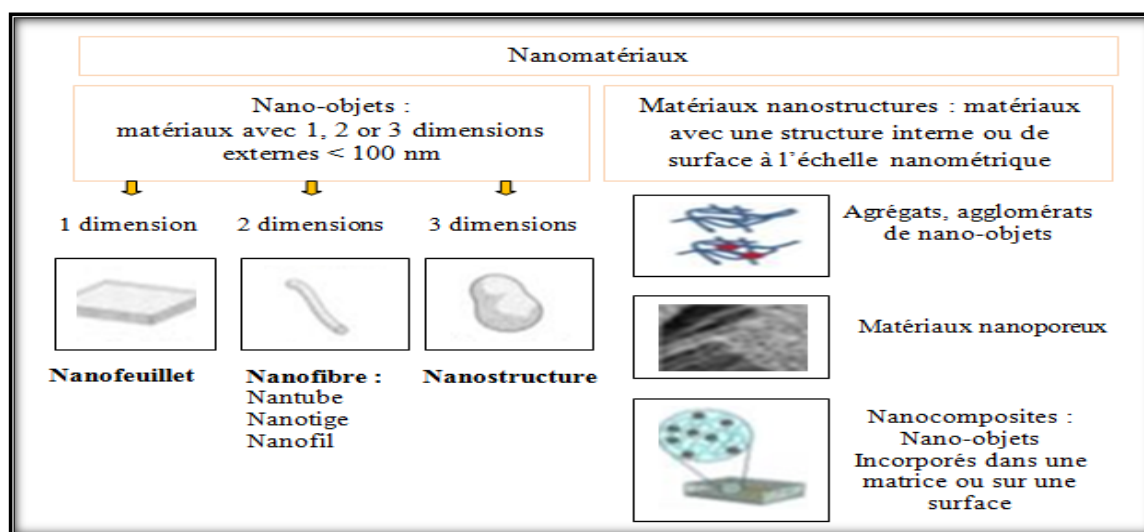 Nanomatériaux
Nano-objets :
matériaux avec 1, 2 or 3 dimensions
externes < 100 nm
Matériaux nanostructures : matériaux
avec une structure interne ou de
surface à l'échelle nanométrique
1 dimension
2 dimensions
3 dimensions
Nanofeuillet
Nanofibre :
Nantube
Nanotige
Nanofil
Nanostructure
Agrégats, agglomérats
de nano-objets
Matériaux nanoporeux
Nanocomposites :
Nano-objets
Incorporés dans une
matrice ou sur une
surface